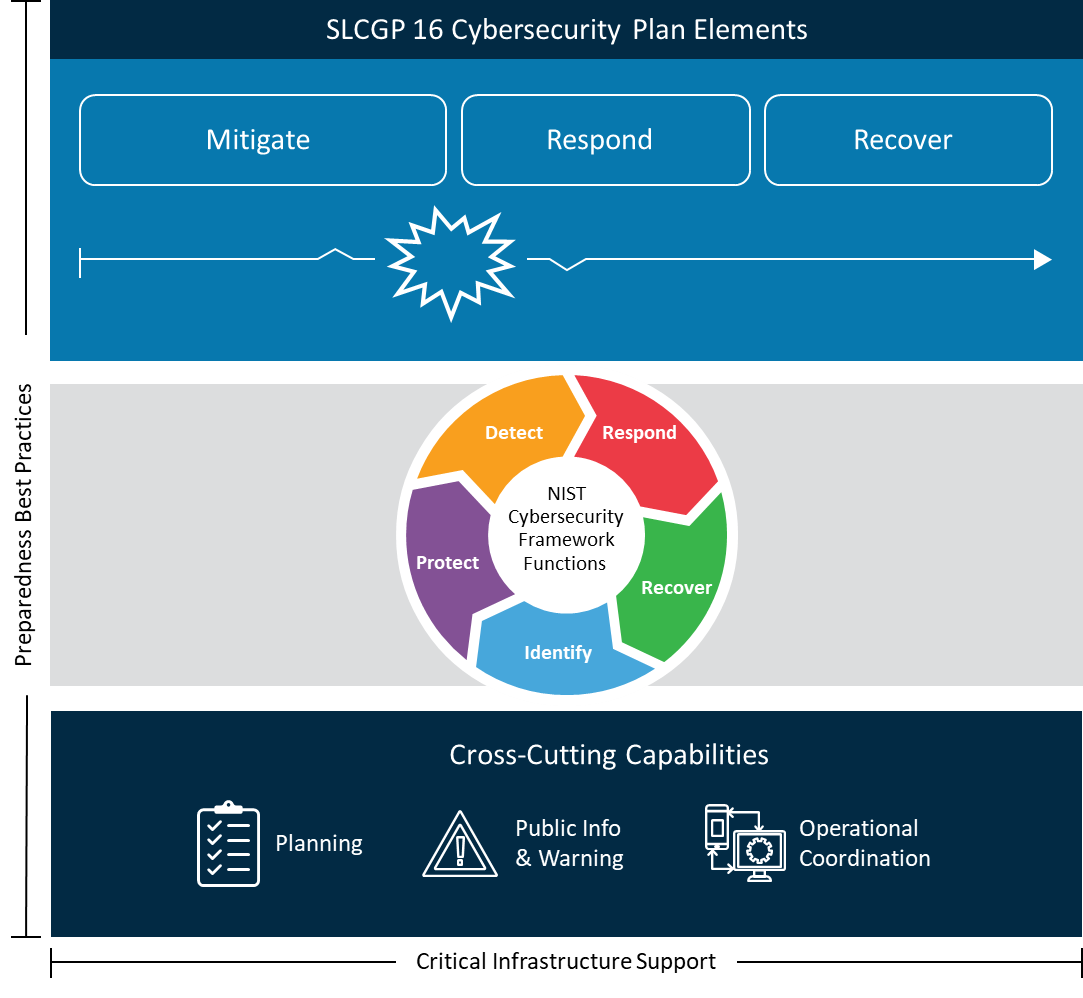 SLCGP 16 Cybersecurity Plan Elements
Mitigate
Respond
Recover
Preparedness Best Practices
Detect
Respond
Protect
Recover
Identify
NIST
Cybersecurity
Framework
Functions
Cross-Cutting Capabilities
Planning
Public Info
& Warning
Operational
Coordination
Critical Infrastructure Support